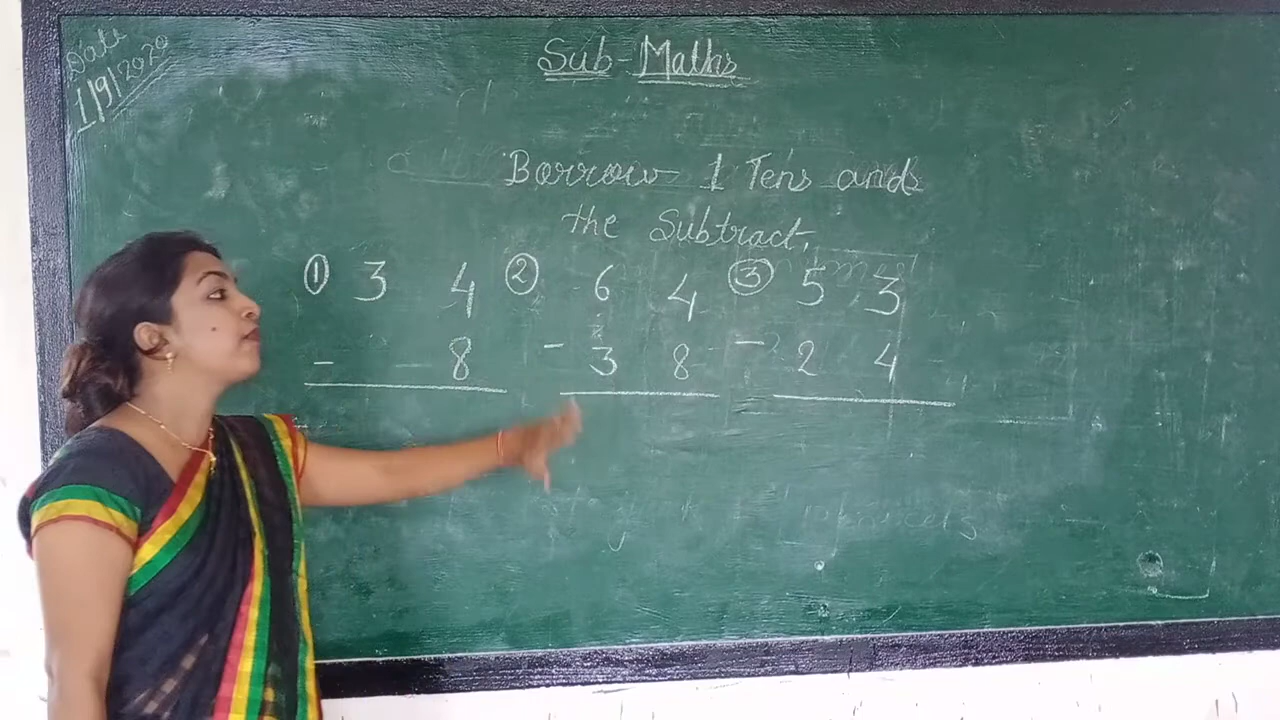 Date
1/9/2020
Sub-Maths
Borrow 1 Tens and
the Subtract.
① 3 4 ② 6 4 ③ 5 3
- 8 - 3 8 - 2 4